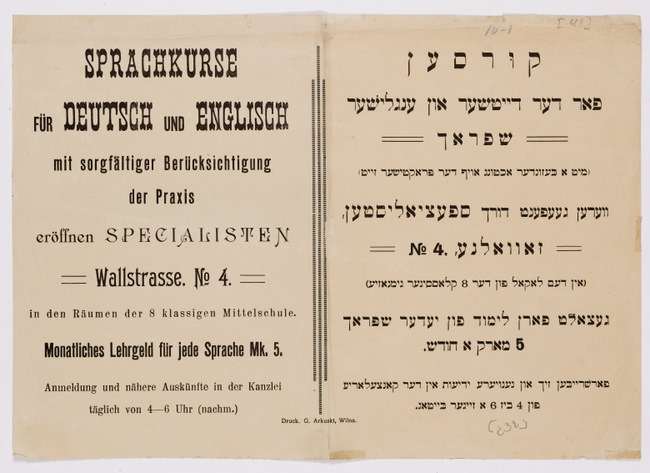 SPRACHKURSE
FÜR DEUTSCH UND ENGLISCH
mit sorgfältiger Berücksichtigung
der Praxis
eröffnen SPECIALISTEN
Wallstrasse. № 4.
in den Räumen der 8 klassigen Mittelschule.
Monatliches Lehrgeld für jede Sprache Mk. 5.
Anmeldung und nähere Auskünfte in der Kanzlei
täglich von 4—6 Uhr (nachm.)
קורסען
פאר דער דייטשער און ענגלישער
שפראך
(מיט א בעזונדער אכטונג אויף דער פראקטישער זייט)
ווערען געעפענט דורך ספעציאליסטען,
זאוואלנע, 4. №
(אין דעם לאקאל פון דער 8 קלאססיגער גימנאזיע)
געצאלט פארן לימוד פון יעדער שפראך
5 מארק א חודש.
פארשרייבען זיך און גענויערע ידיעות אין דער קאנצעלאריע
פון 4 ביז 6 א זייגער בייטאג.
Druck. G. Arkuski, Wilna.